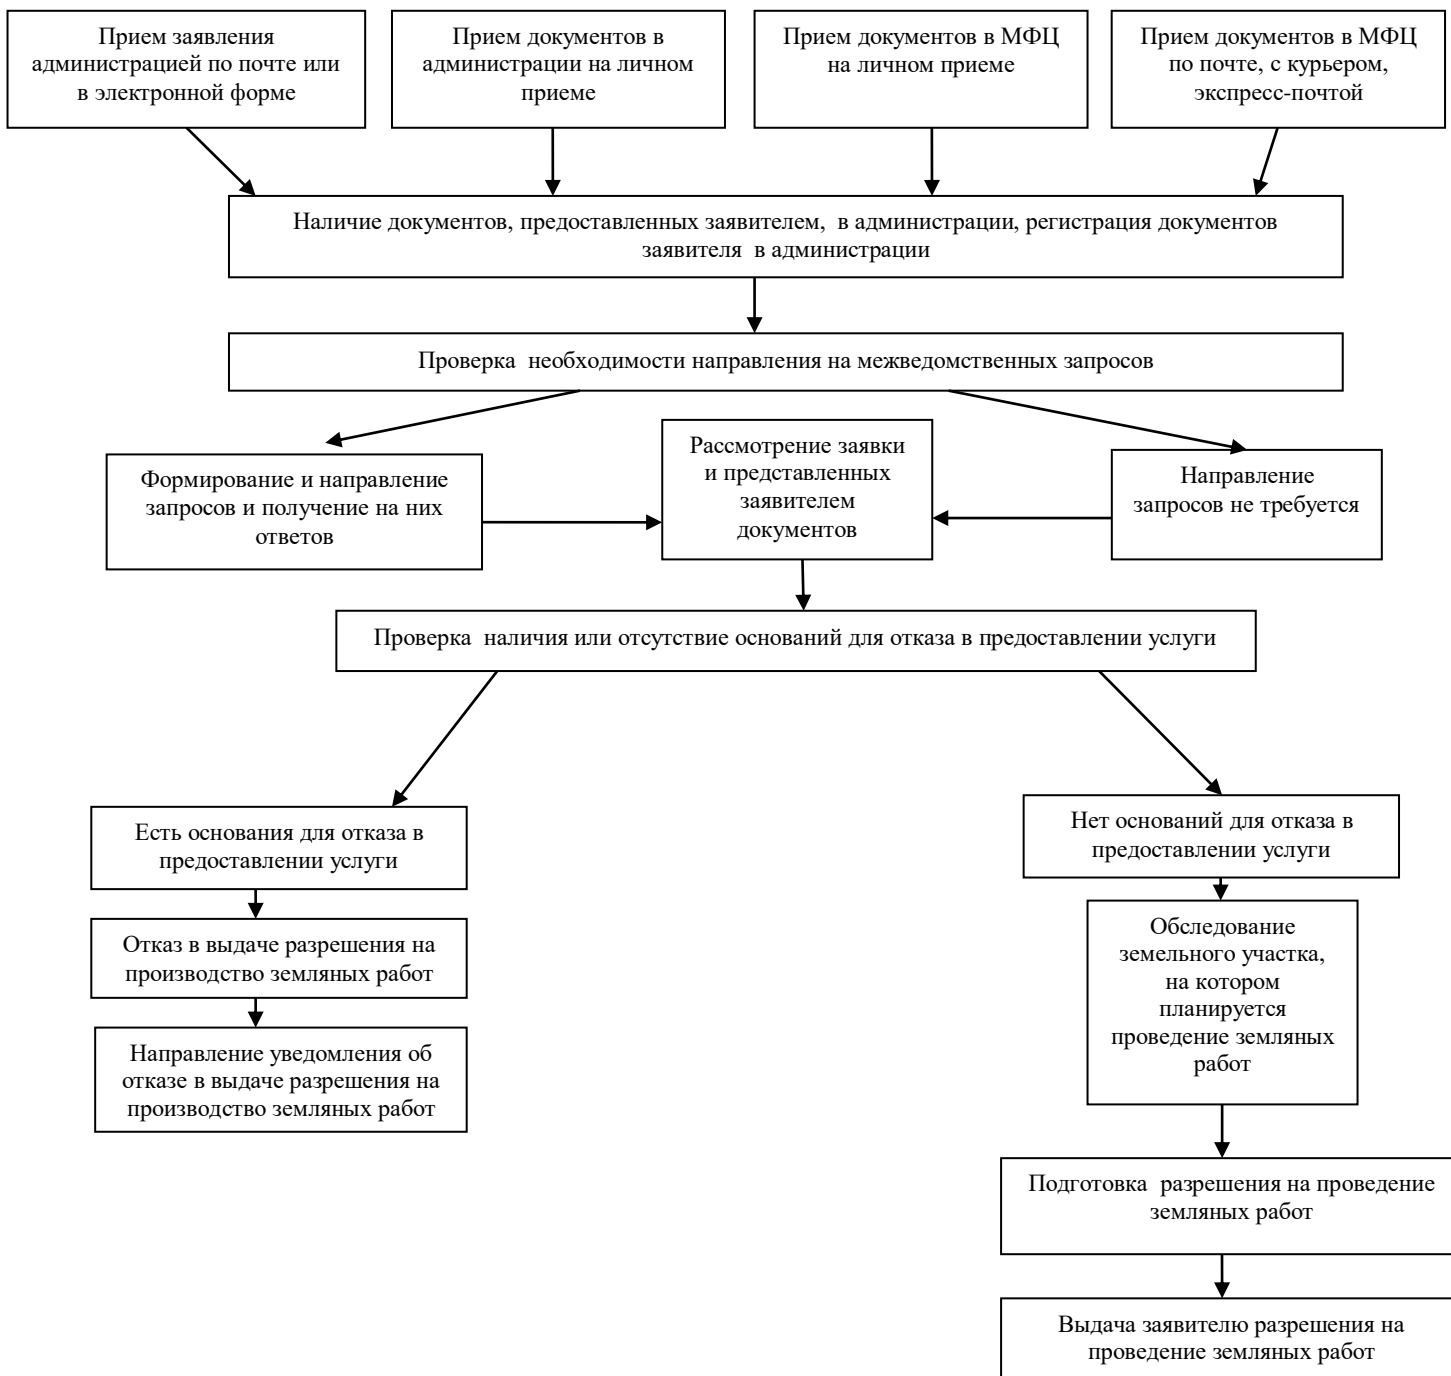 Прием заявления
администрацией по почте или
в электронной форме
Прием документов в
администрации на личном
приеме
Прием документов в МФЦ
на личном приеме
Прием документов в МФЦ
по почте, с курьером,
экспресс-почтой
Наличие документов, предоставленных заявителем,  в администрации, регистрация документов
заявителя  в администрации
Проверка  необходимости направления на межведомственных запросов
Формирование и направление
запросов и получение на них
ответов
Рассмотрение заявки
и представленных
заявителем
документов
Направление
запросов не требуется
Проверка  наличия или отсутствие оснований для отказа в предоставлении услуги
Есть основания для отказа в
предоставлении услуги
Отказ в выдаче разрешения на
производство земляных работ
Направление уведомления об
отказе в выдаче разрешения на
производство земляных работ
Нет оснований для отказа в
предоставлении услуги
Обследование
земельного участка,
на котором
планируется
проведение земляных
работ
Подготовка  разрешения на проведение
земляных работ
Выдача заявителю разрешения на
проведение земляных работ